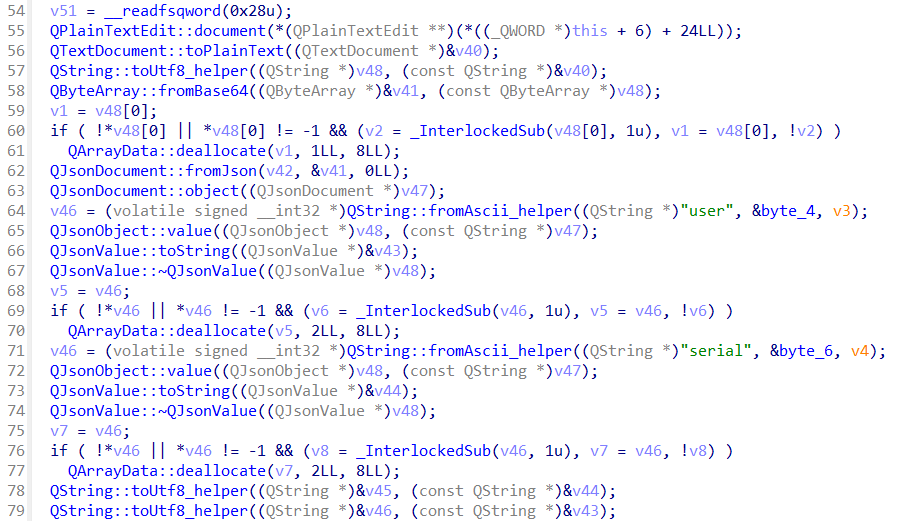 54 v51 = __readfsqword(0x28u);
55 QPlainTextEdit::document(*(QPlainTextEdit **)(*((_QWORD *)this + 6) + 24LL));
56 QTextDocument::toPlainText((QTextDocument *)&v40);
57 QString::toUtf8_helper((QString *)v48, (const QString *)&v40);
58 QByteArray::fromBase64((QByteArray *)&v41, (const QByteArray *)v48);
59 v1 = v48[0];
60 if ( !*v48[0] || *v48[0] != -1 && (v2 = _InterlockedSub(v48[0], 1u), v1 = v48[0], !v2) )
61 QArrayData::deallocate(v1, 1LL, 8LL);
62 QJsonDocument::fromJson(v42, &v41, 0LL);
63 QJsonDocument::object((QJsonDocument *)v47);
64 v46 = (volatile signed __int32 *)QString::fromAscii_helper((QString *)"user", &byte_4, v3);
65 QJsonObject::value((QJsonObject *)v48, (const QString *)v47);
66 QJsonValue::toString((QJsonValue *)&v43);
67 QJsonValue::~QJsonValue((QJsonValue *)v48);
68 v5 = v46;
69 if ( !*v46 || *v46 != -1 && (v6 = _InterlockedSub(v46, 1u), v5 = v46, !v6) )
70 QArrayData::deallocate(v5, 2LL, 8LL);
71 v46 = (volatile signed __int32 *)QString::fromAscii_helper((QString *)"serial", &byte_6, v4);
72 QJsonObject::value((QJsonObject *)v48, (const QString *)v47);
73 QJsonValue::toString((QJsonValue *)&v44);
74 QJsonValue::~QJsonValue((QJsonValue *)v48);
75 v7 = v46;
76 if ( !*v46 || *v46 != -1 && (v8 = _InterlockedSub(v46, 1u), v7 = v46, !v8) )
77 QArrayData::deallocate(v7, 2LL, 8LL);
78 QString::toUtf8_helper((QString *)&v45, (const QString *)&v44);
79 QString::toUtf8_helper((QString *)&v46, (const QString *)&v43);